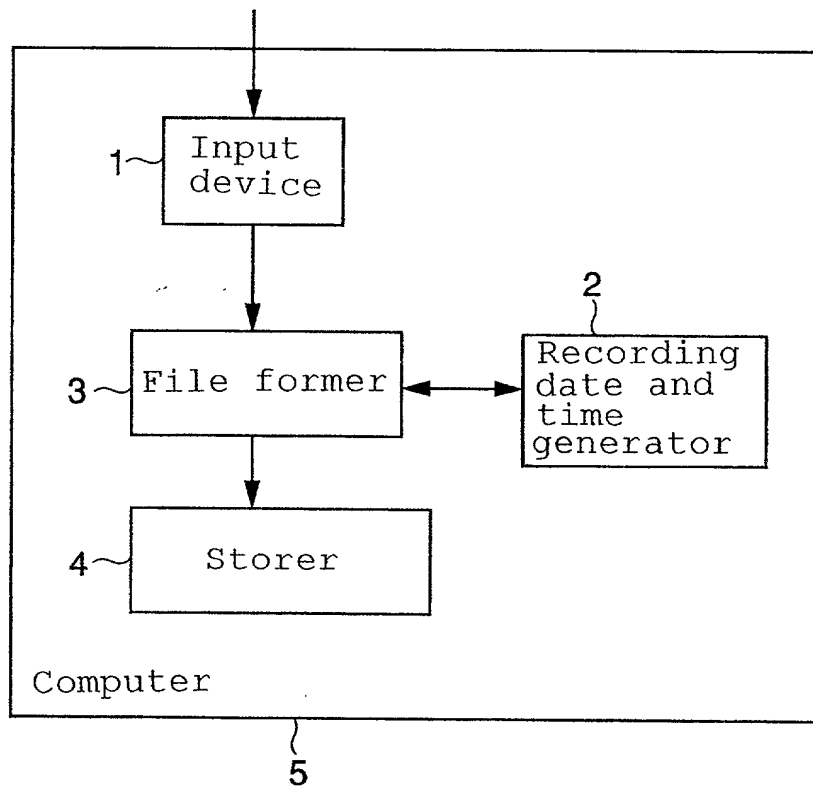 1
Input
device
2
Recording
date and
time
generator
3
File former
4
Storer
Computer
5